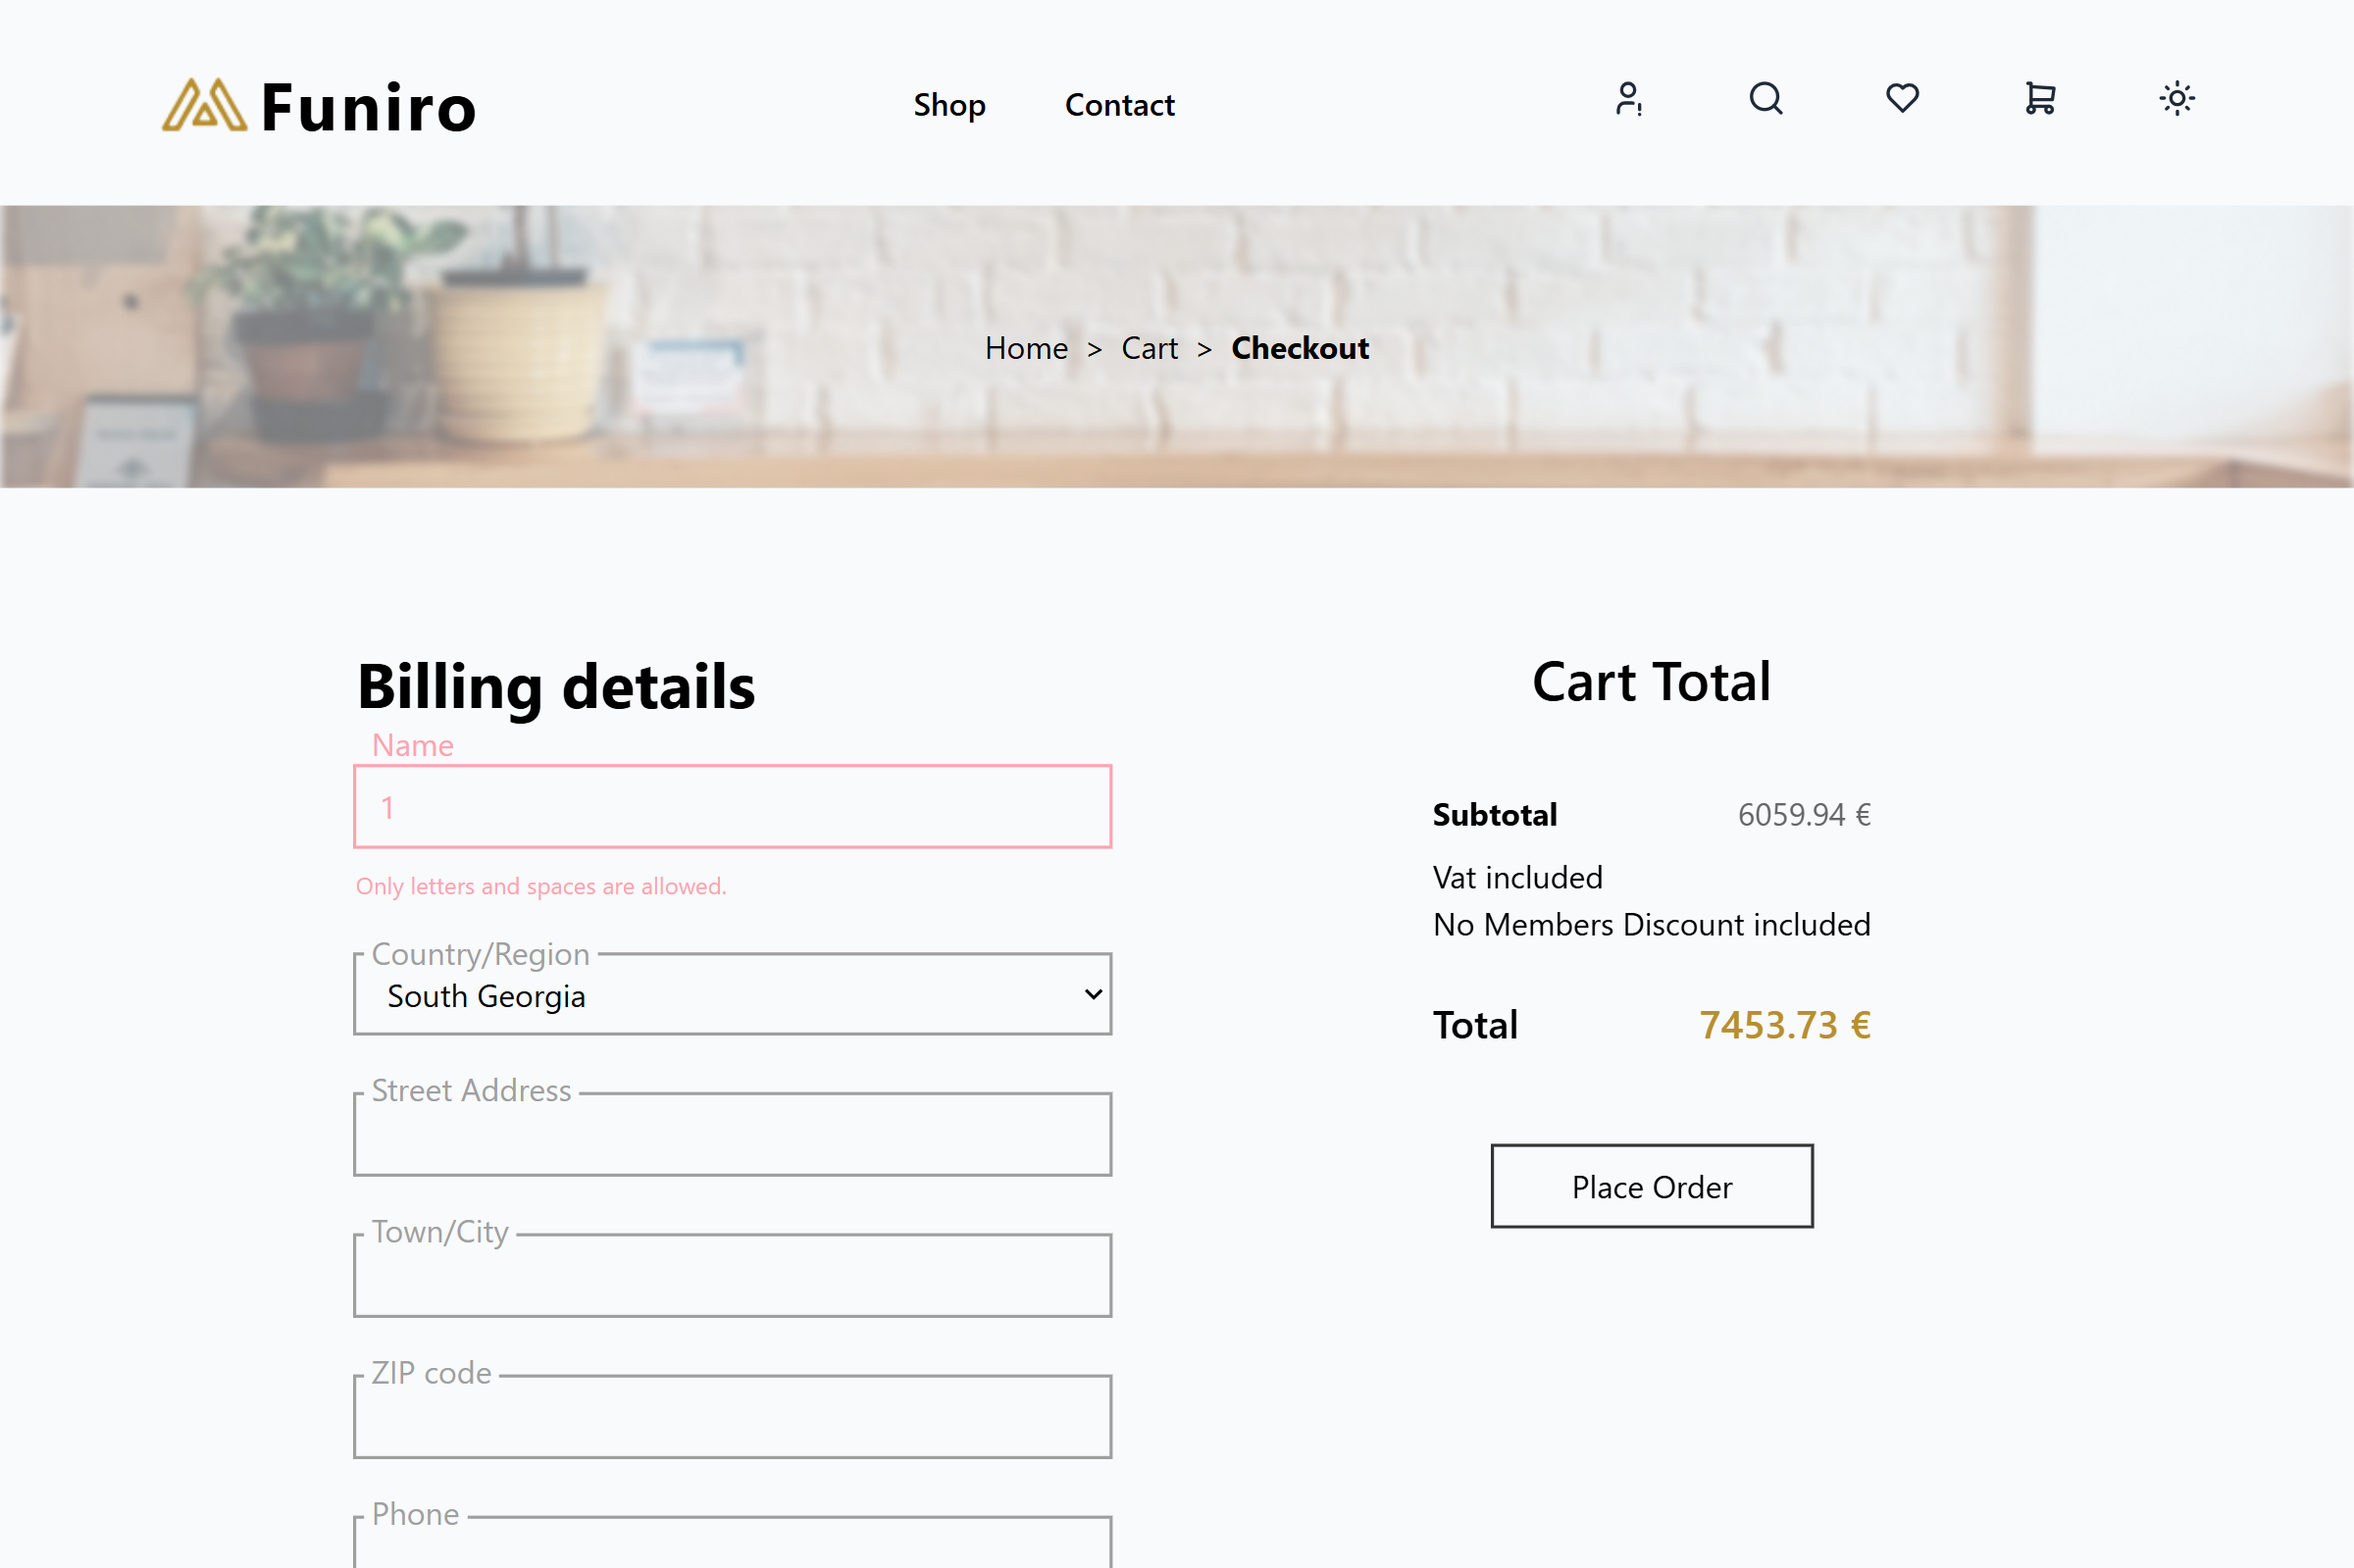 Funiro
Shop
Contact
Home > Cart > Checkout
Billing details
Name
1
Only letters and spaces are allowed.
Country/Region
South Georgia
Street Address
Town/City
ZIP code
Phone
Cart Total
Subtotal 6059.94 €
Vat included
No Members Discount included
Total 7453.73 €
Place Order